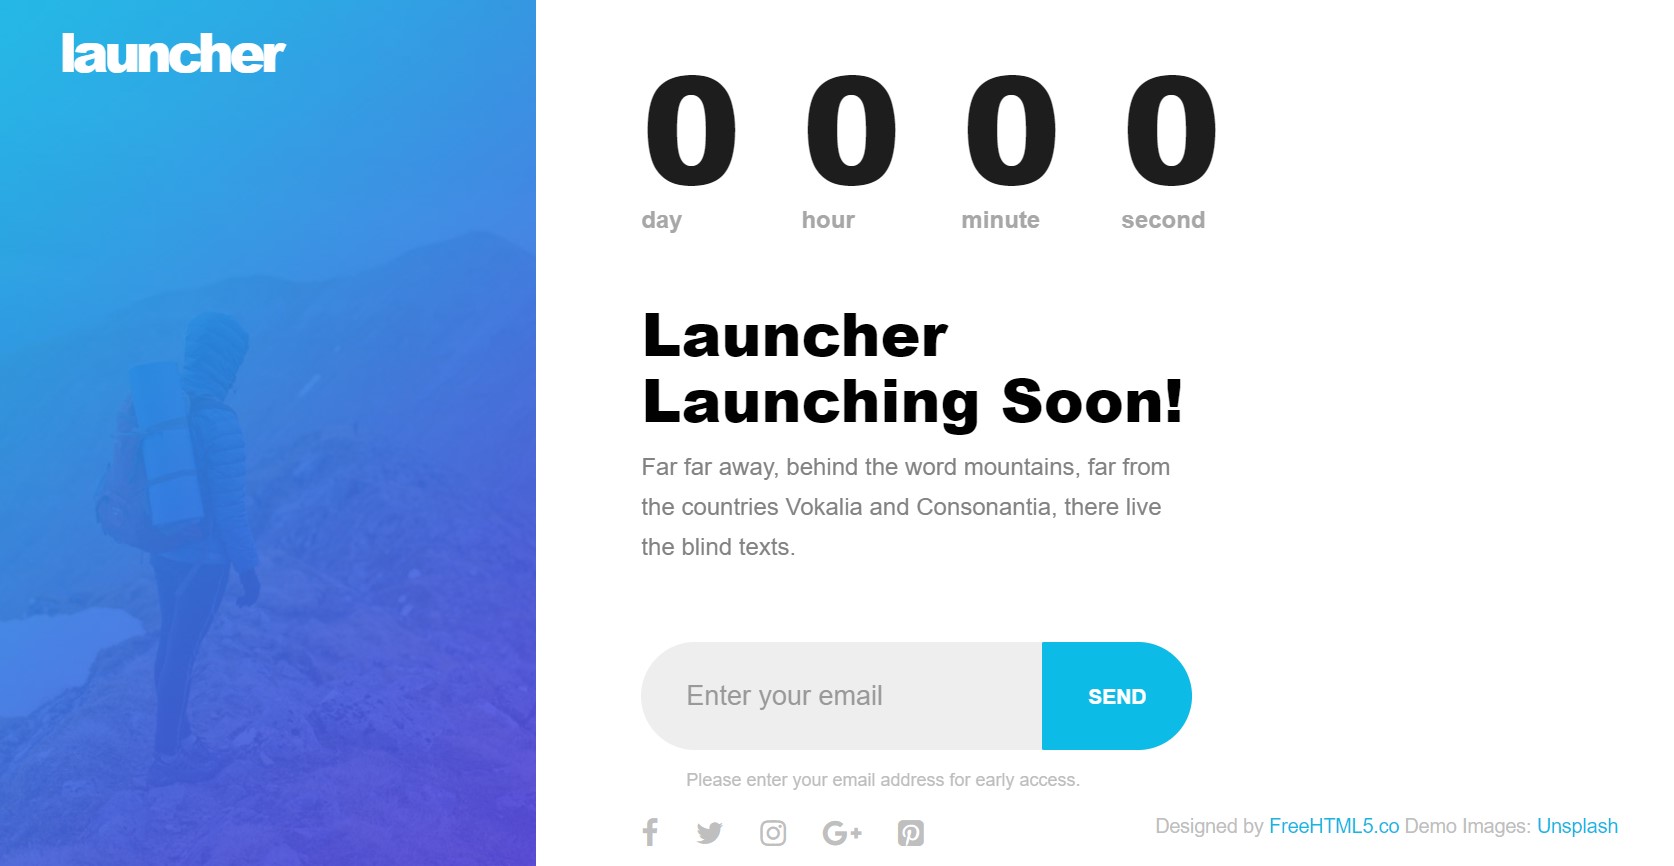 launcher
0 0 0 0
day hour minute second
Launcher
Launching Soon!
Far far away, behind the word mountains, far from
the countries Vokalia and Consonantia, there live
the blind texts.
Enter your email SEND
Please enter your email address for early access.
Designed by FreeHTML5.co Demo Images: Unsplash